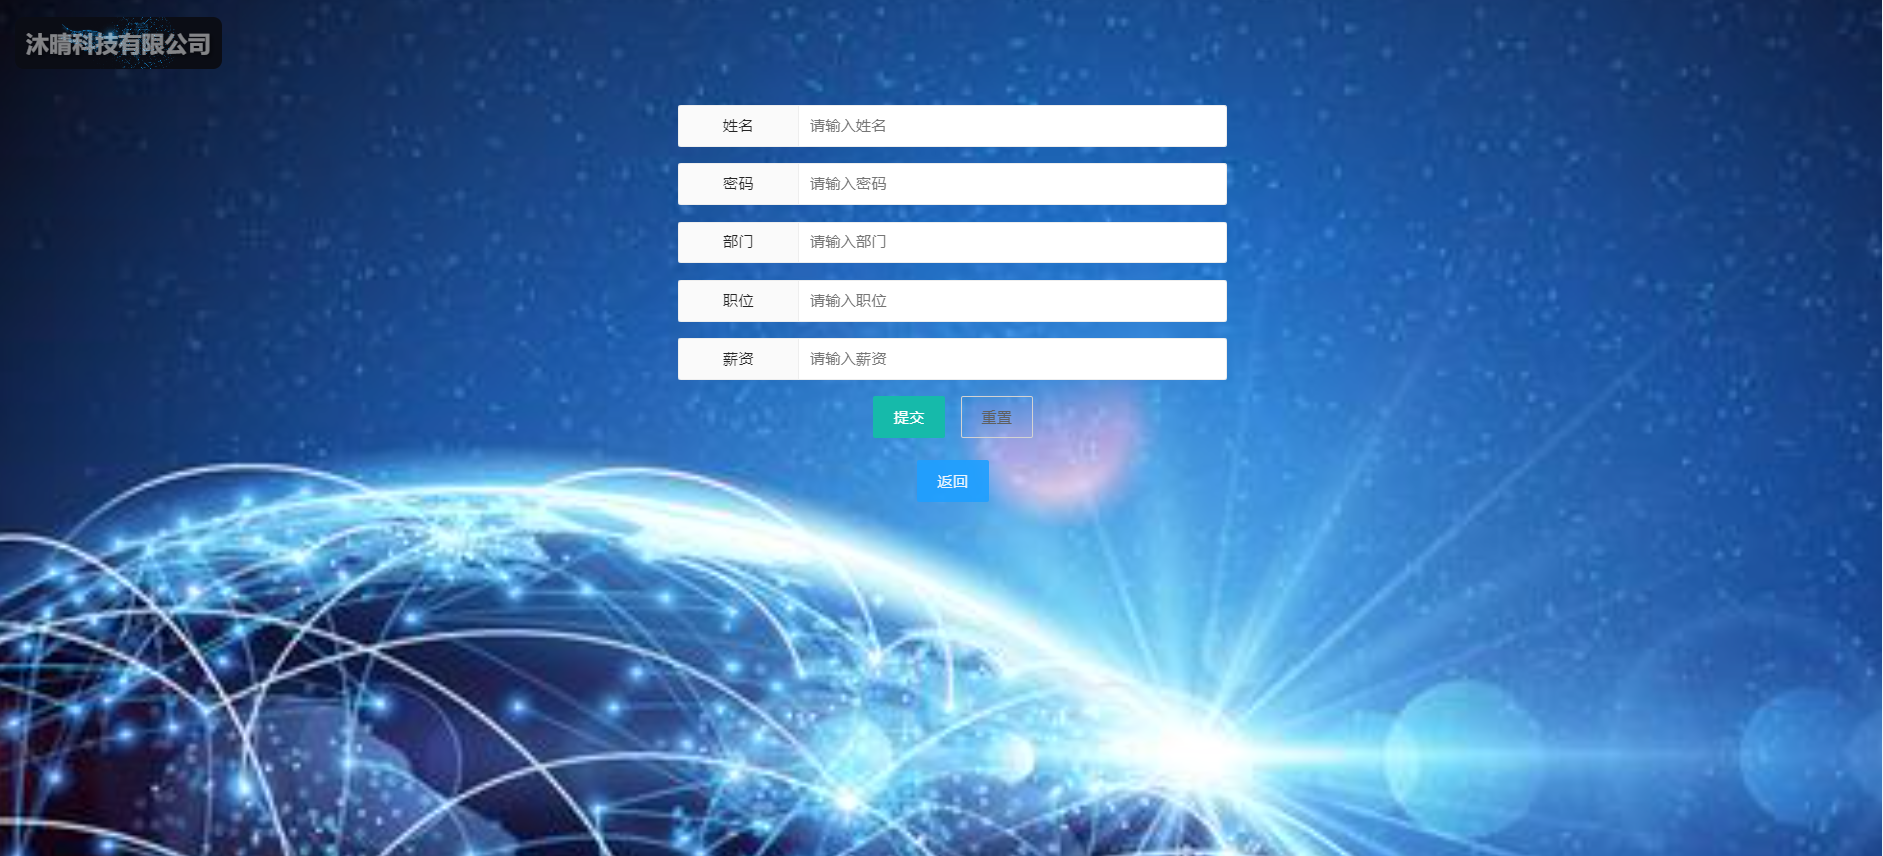 沐晴科技有限公司
姓名 请输入姓名
密码 请输入密码
部门 请输入部门
职位 请输入职位
薪资 请输入薪资
提交 重置
返回